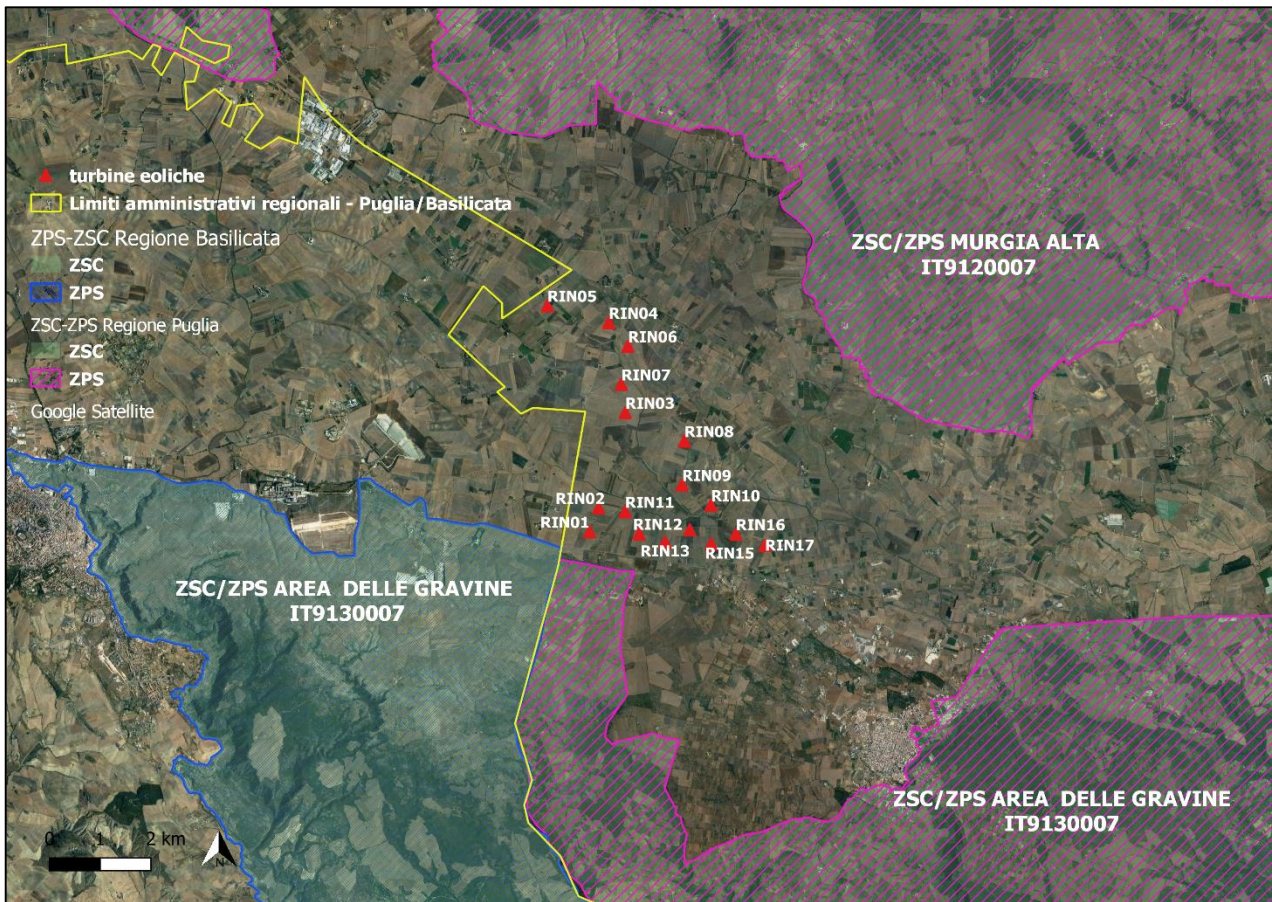 turbine eoliche
Limiti amministrativi regionali - Puglia/Basilicata
ZPS-ZSC Regione Basilicata
ZSC
ZPS
ZSC-ZPS Regione Puglia
ZSC
ZPS
Google Satellite
ZSC/ZPS MURGIA ALTA
IT9120007
RIN05
RIN04
RIN06
RIN07
RIN03
RIN08
RIN09
RIN10
RIN02
RIN11
RIN01
RIN12
RIN16
RIN13
RIN15
RIN17
ZSC/ZPS AREA DELLE GRAVINE
IT9130007
ZSC/ZPS AREA DELLE GRAVINE
IT9130007
0 1 2 km
N